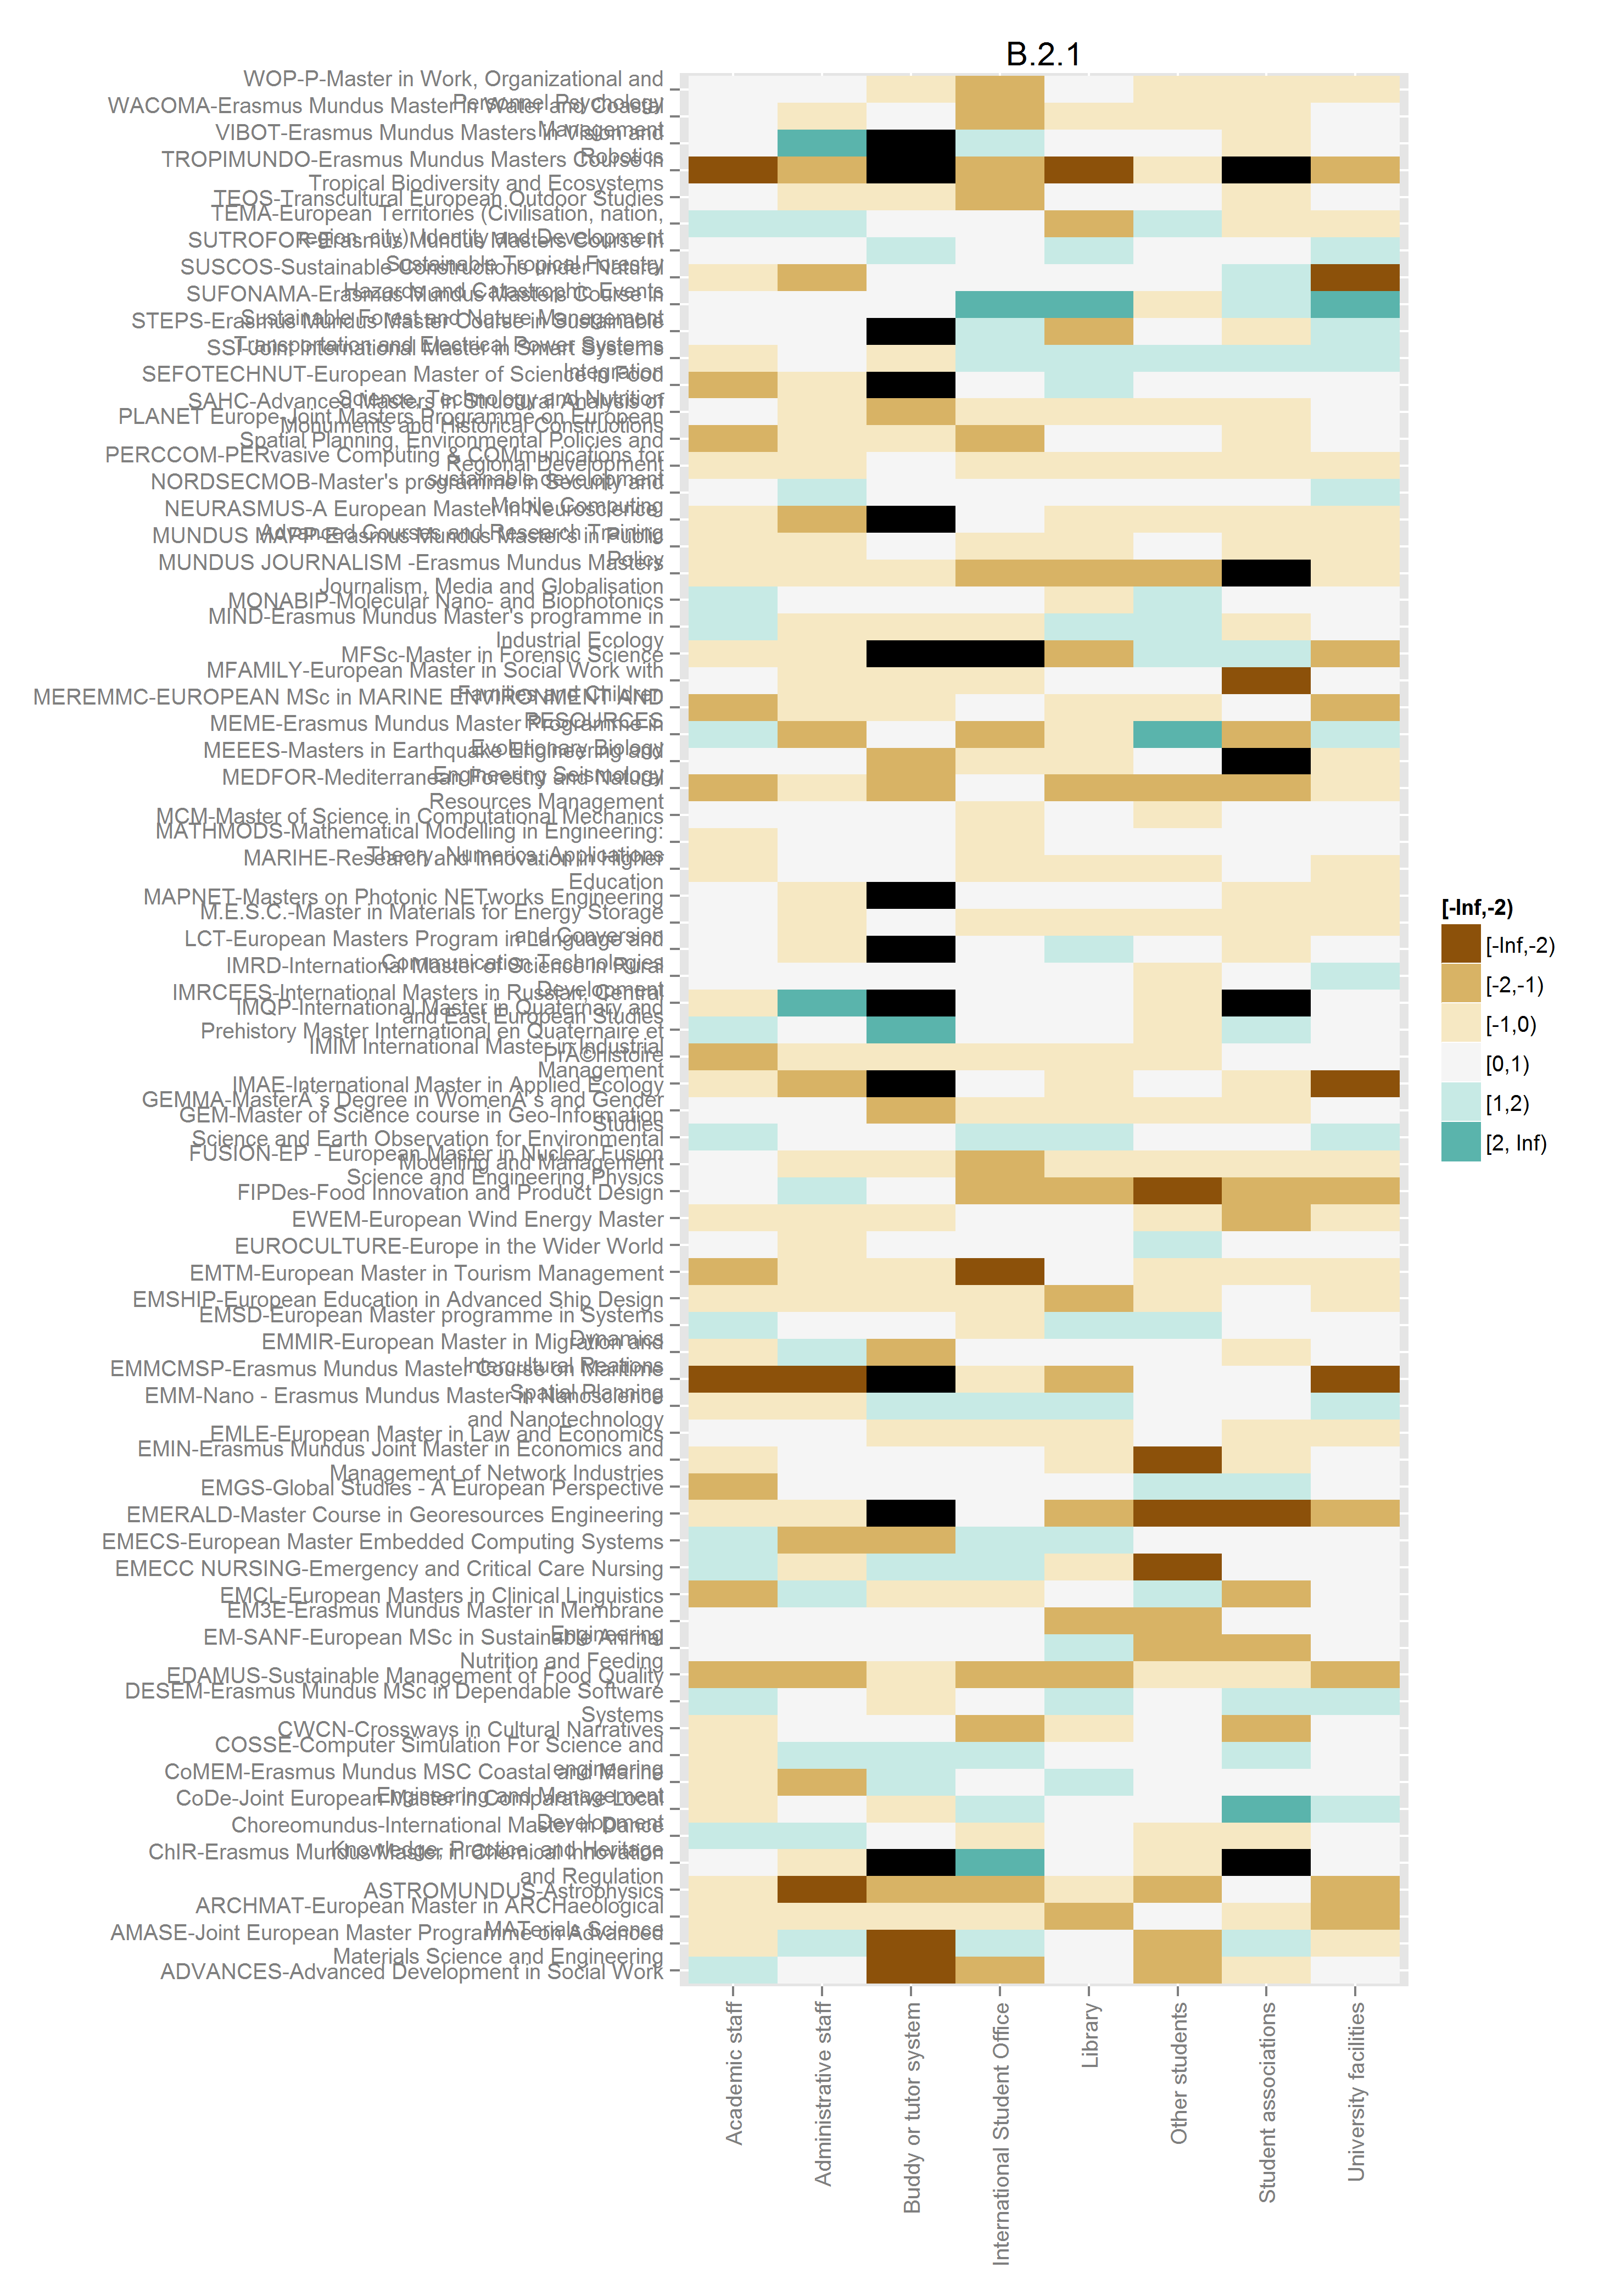 B.2.1
WOP-P-Master in Work, Organizational and
Personnel Psychology
WACOMA-Erasmus Mundus Master in Water and Coastal
Management
VIBOT-Erasmus Mundus Masters in Vision and
Robotics
TROPIMUNDO-Erasmus Mundus Masters Course in
Tropical Biodiversity and Ecosystems
TEOS-Transcultural European Outdoor Studies
TEMA-European Territories (Civilisation, nation,
region, city) Identity and Development
SUTROFOR-Erasmus Mundus Masters Course in
Sustainable Tropical Forestry
SUSCOS-Sustainable Constructions under Natural
Hazards and Catastrophic Events
SUFONAMA-Erasmus Mundus Masters Course in
Sustainable Forest and Nature Management
STEPS-Erasmus Mundus Master Course in Sustainable
Transportation and Electrical Power Systems
SSI-Joint International Master in Smart Systems
Integration
SEFOTECHNUT-European Master of Science in Food
Science, Technology and Nutrition
SAHC-Advanced Masters in Structural Analysis of
Monuments and Historical Constructions
PLANET Europe-Joint Masters Programme on European
Spatial Planning, Environmental Policies and
Regional Development
PERCCOM-PERvasive Computing & COMmunications for
sustainable development
NORDSECMOB-Master's programme in Security and
Mobile Computing
NEURASMUS-A European Master in Neuroscience:
Advanced Courses and Research Training
MUNDUS MAPP-Erasmus Mundus Master's in Public
Policy
MUNDUS JOURNALISM -Erasmus Mundus Masters
Journalism, Media and Globalisation
MONABIP-Molecular Nano- and Biophotonics
MIND-Erasmus Mundus Master's programme in
Industrial Ecology
MFSc-Master in Forensic Science
MFAMILY-European Master in Social Work with
Families and Children
MEREMMC-EUROPEAN MSc in MARINE ENVIRONMENT AND
RESOURCES
MEME-Erasmus Mundus Master Programme in
Evolutionary Biology
MEEES-Masters in Earthquake Engineering and
Engineering Seismology
MEDFOR-Mediterranean Forestry and Natural
Resources Management
MCM-Master of Science in Computational Mechanics
MATHMODS-Mathematical Modelling in Engineering:
Theory, Numerics, Applications
MARIHE-Research and Innovation in Higher
Education
MAPNET-Masters on Photonic NETworks Engineering
M.E.S.C.-Master in Materials for Energy Storage
and Conversion
LCT-European Masters Program in Language and
Communication Technologies
IMRD-International Master of Science in Rural
Development
IMRCEES-International Masters in Russian, Central
and East European Studies
IMQP-International Master in Quaternary and
Prehistory Master International en Quaternaire et
PrÃ©histoire
IMIM International Master in Industrial
Management
IMAE-International Master in Applied Ecology
GEMMA-MasterÂ´s Degree in WomenÂ´s and Gender
Studies
GEM-Master of Science course in Geo-Information
Science and Earth Observation for Environmental
Modelling and Management
FUSION-EP - European Master in Nuclear Fusion
Science and Engineering Physics
FIPDes-Food Innovation and Product Design
EWEM-European Wind Energy Master
EUROCULTURE-Europe in the Wider World
EMTM-European Master in Tourism Management
EMSHIP-European Education in Advanced Ship Design
EMSD-European Master programme in Systems
Dynamics
EMMIR-European Master in Migration and
Intercultural Reations
EMMCMSP-Erasmus Mundus Master Course on Maritime
Spatial Planning
EMM-Nano - Erasmus Mundus Master in Nanoscience
and Nanotechnology
EMLE-European Master in Law and Economics
EMIN-Erasmus Mundus Joint Master in Economics and
Management of Network Industries
EMGS-Global Studies - A European Perspective
EMERALD-Master Course in Georesources Engineering
EMECS-European Master Embedded Computing Systems
EMECC NURSING-Emergency and Critical Care Nursing
EMCL-European Masters in Clinical Linguistics
EM3E-Erasmus Mundus Master in Membrane
Engineering
EM-SANF-European MSc in Sustainable Animal
Nutrition and Feeding
EDAMUS-Sustainable Management of Food Quality
DESEM-Erasmus Mundus MSc in Dependable Software
Systems
CWCN-Crossways in Cultural Narratives
COSSE-Computer Simulation For Science and
engineering
CoMEM-Erasmus Mundus MSC Coastal and Marine
Engineering and Management
CoDe-Joint European Master in Comparative Local
Development
Choreomundus-International Master in Dance
Knowledge, Practice, and Heritage
ChIR-Erasmus Mundus Master in Chemical Innovation
and Regulation
ASTROMUNDUS-Astrophysics
ARCHMAT-European Master in ARCHaeological
MATerials Science
AMASE-Joint European Master Programme on Advanced
Materials Science and Engineering
ADVANCES-Advanced Development in Social Work
Academic staff
Administrative staff
Buddy or tutor system
International Student Office
Library
Other students
Student associations
University facilities
[-Inf,-2)
[-Inf,-2)
[-2,-1)
[-1,0)
[0,1)
[1,2)
[2, Inf)